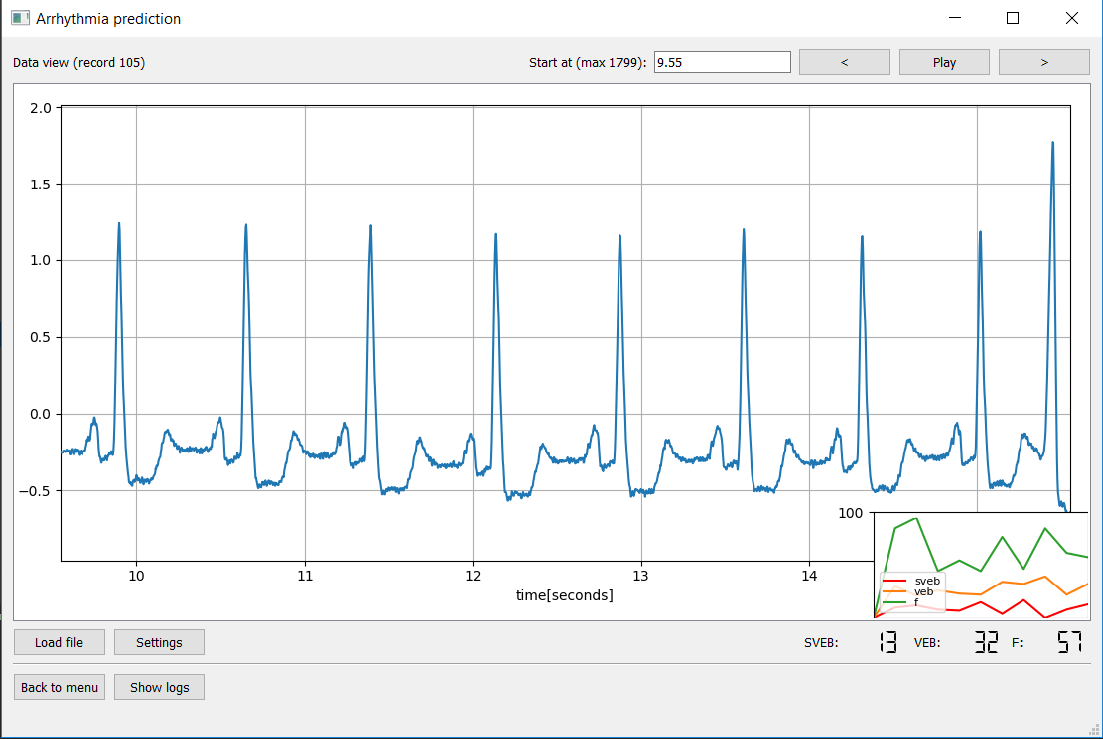 Arrhythmia prediction
Data view (record 105) Start at (max 1799): 9.55 < Play >
2.0
1.5
1.0
0.5
0.0
−0.5
100
10 11 12 13 14
time[seconds]
sveb
veb
f
Load file Settings SVEB: 13 VEB: 32 F: 57
Back to menu Show logs